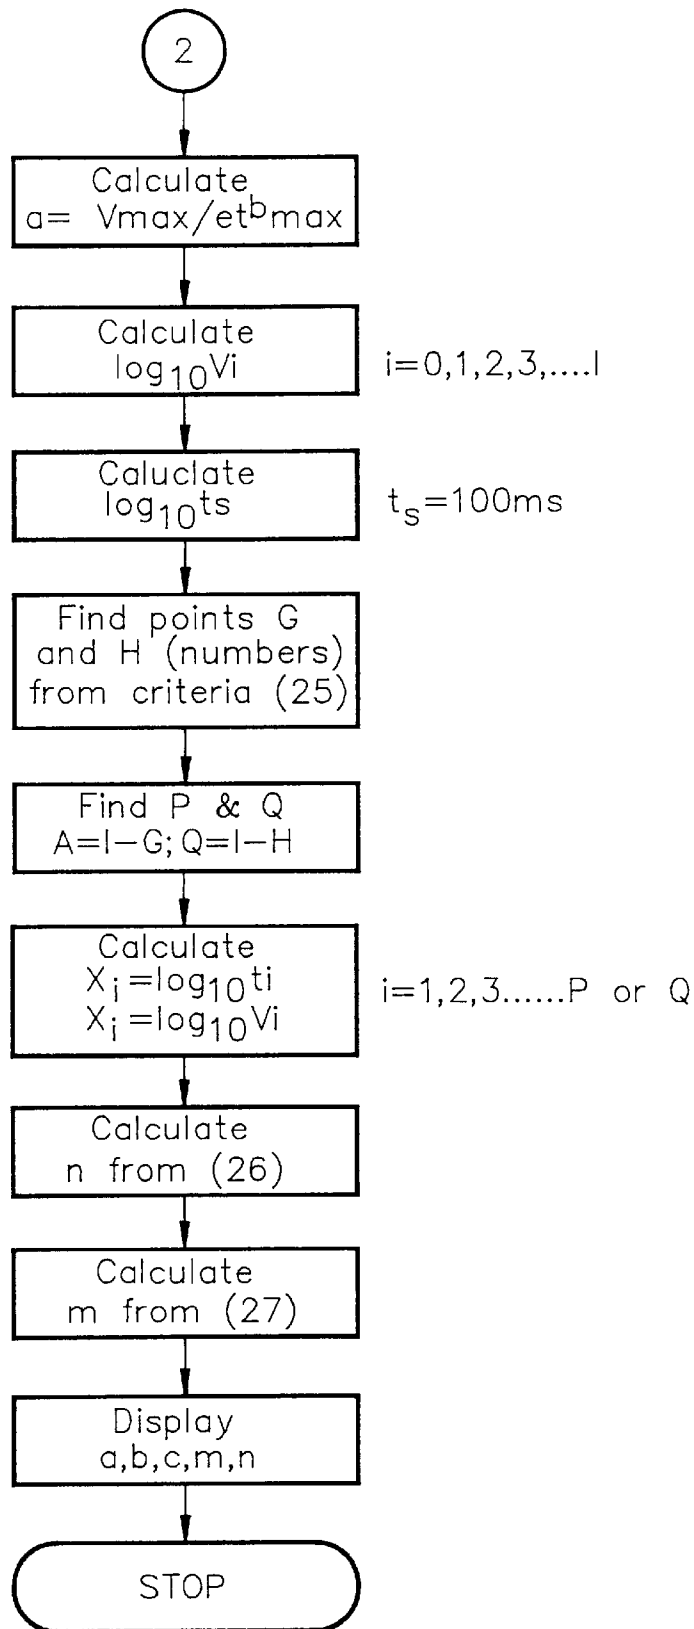 2
Calculate
a= Vmax/et^bmax
Calculate
log10Vi
i=0,1,2,3,....I
Caluclate
log10ts
ts=100ms
Find points G
and H (numbers)
from criteria (25)
Find P & Q
A=I-G; Q=I-H
Calculate
Xi=log10ti
Xi=log10Vi
i=1,2,3......P or Q
Calculate
n from (26)
Calculate
m from (27)
Display
a,b,c,m,n
STOP